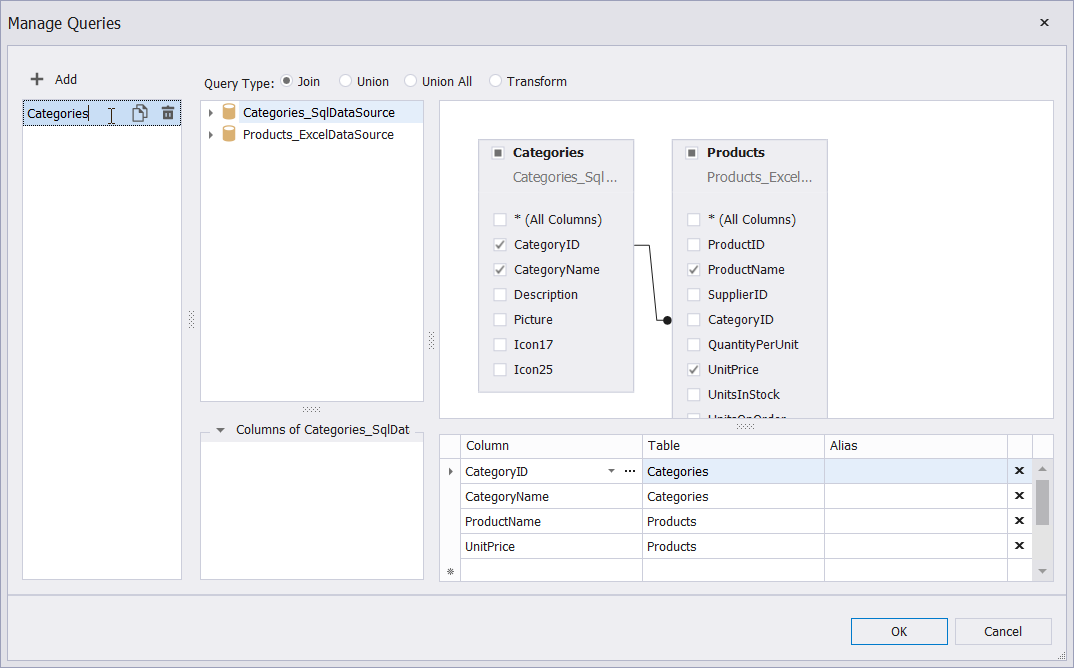 Manage Queries
Add
Categories
Query Type: Join Union Union All Transform
Categories_SqlDataSource
Products_ExcelDataSource
Columns of Categories_SqlDat
Categories
Categories_Sql...
* (All Columns)
CategoryID
CategoryName
Description
Picture
Icon17
Icon25
Products
Products_Excel...
* (All Columns)
ProductID
ProductName
SupplierID
CategoryID
QuantityPerUnit
UnitPrice
UnitsInStock
UnitsOnOrder
Column Table Alias
CategoryID ... Categories
CategoryName Categories
ProductName Products
UnitPrice Products
OK Cancel